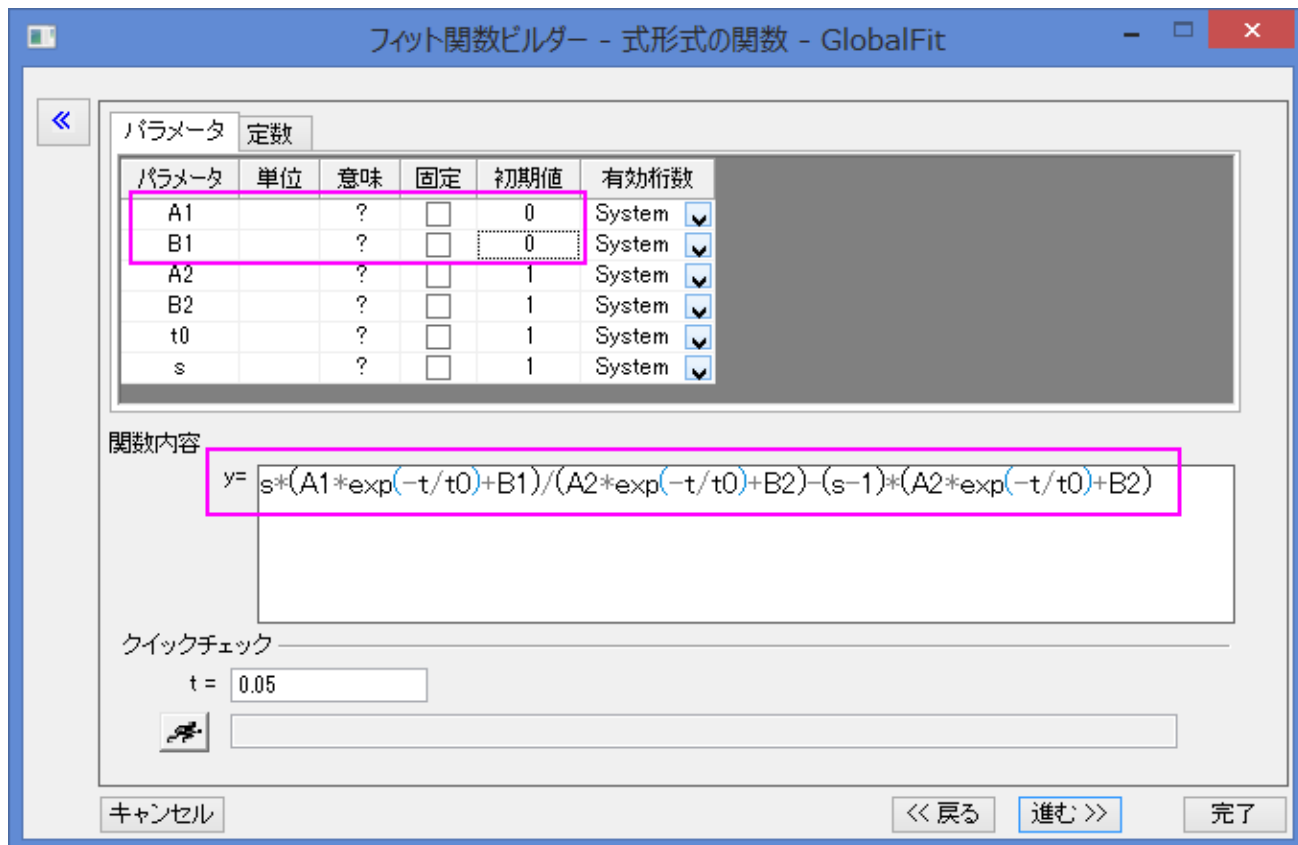 フィット関数ビルダー - 式形式の関数 - GlobalFit
パラメータ 定数
パラメータ 単位 意味 固定 初期値 有効桁数
A1 ? 0 System
B1 ? 0 System
A2 ? 1 System
B2 ? 1 System
t0 ? 1 System
s ? 1 System
関数内容
y= s*(A1*exp(-t/t0)+B1)/(A2*exp(-t/t0)+B2)-(s-1)*(A2*exp(-t/t0)+B2)
クイックチェック
t = 0.05
キャンセル << 戻る 進む >> 完了